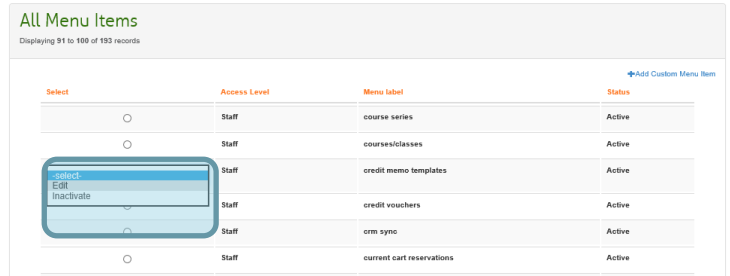 All Menu Items
Displaying 91 to 100 of 193 records
Add Custom Menu Item
Select Access Level Menu label Status
Staff course series Active
Staff courses/classes Active
-select-
Edit
Inactivate
Staff credit memo templates Active
Staff credit vouchers Active
Staff crm sync Active
Staff current cart reservations Active